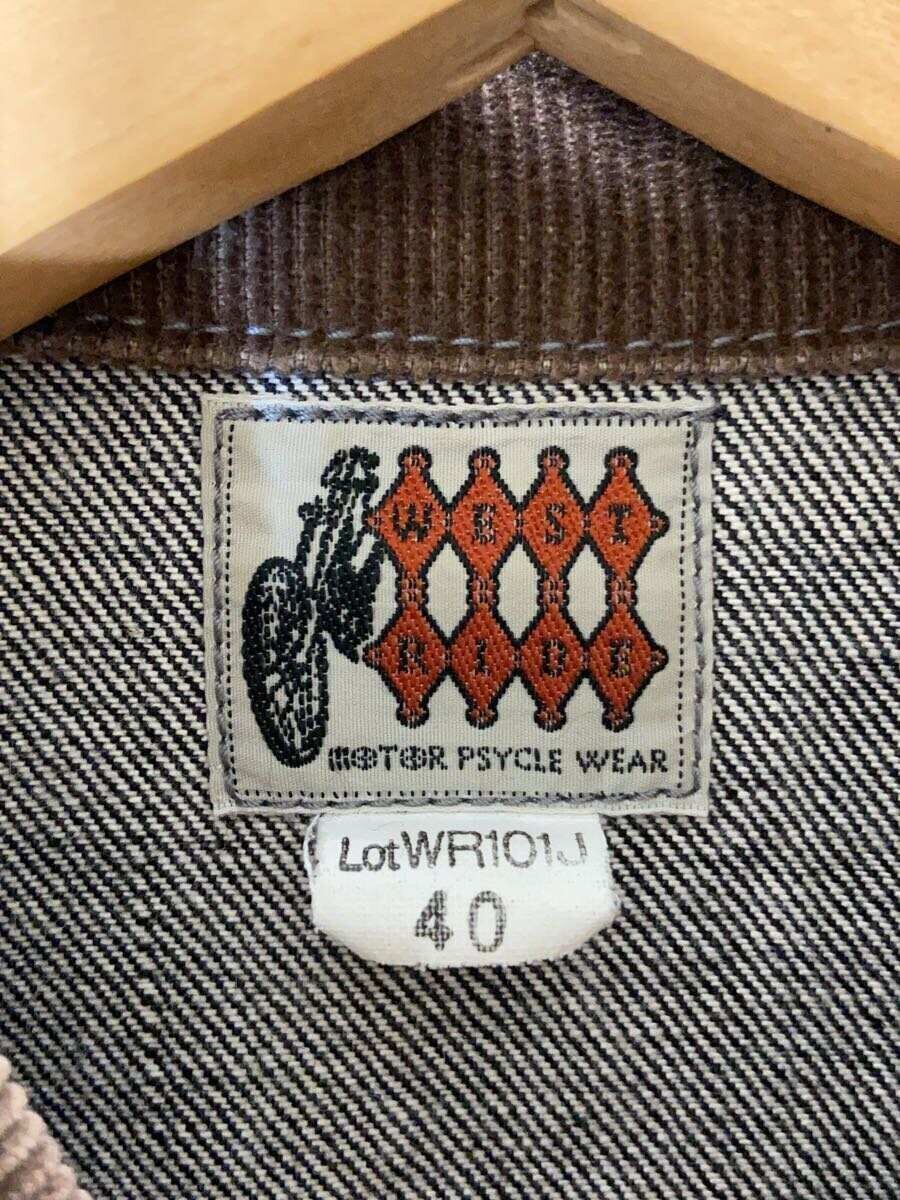 WEST
RIDE
MOTOR PSYCLE WEAR
LotWR101J
40